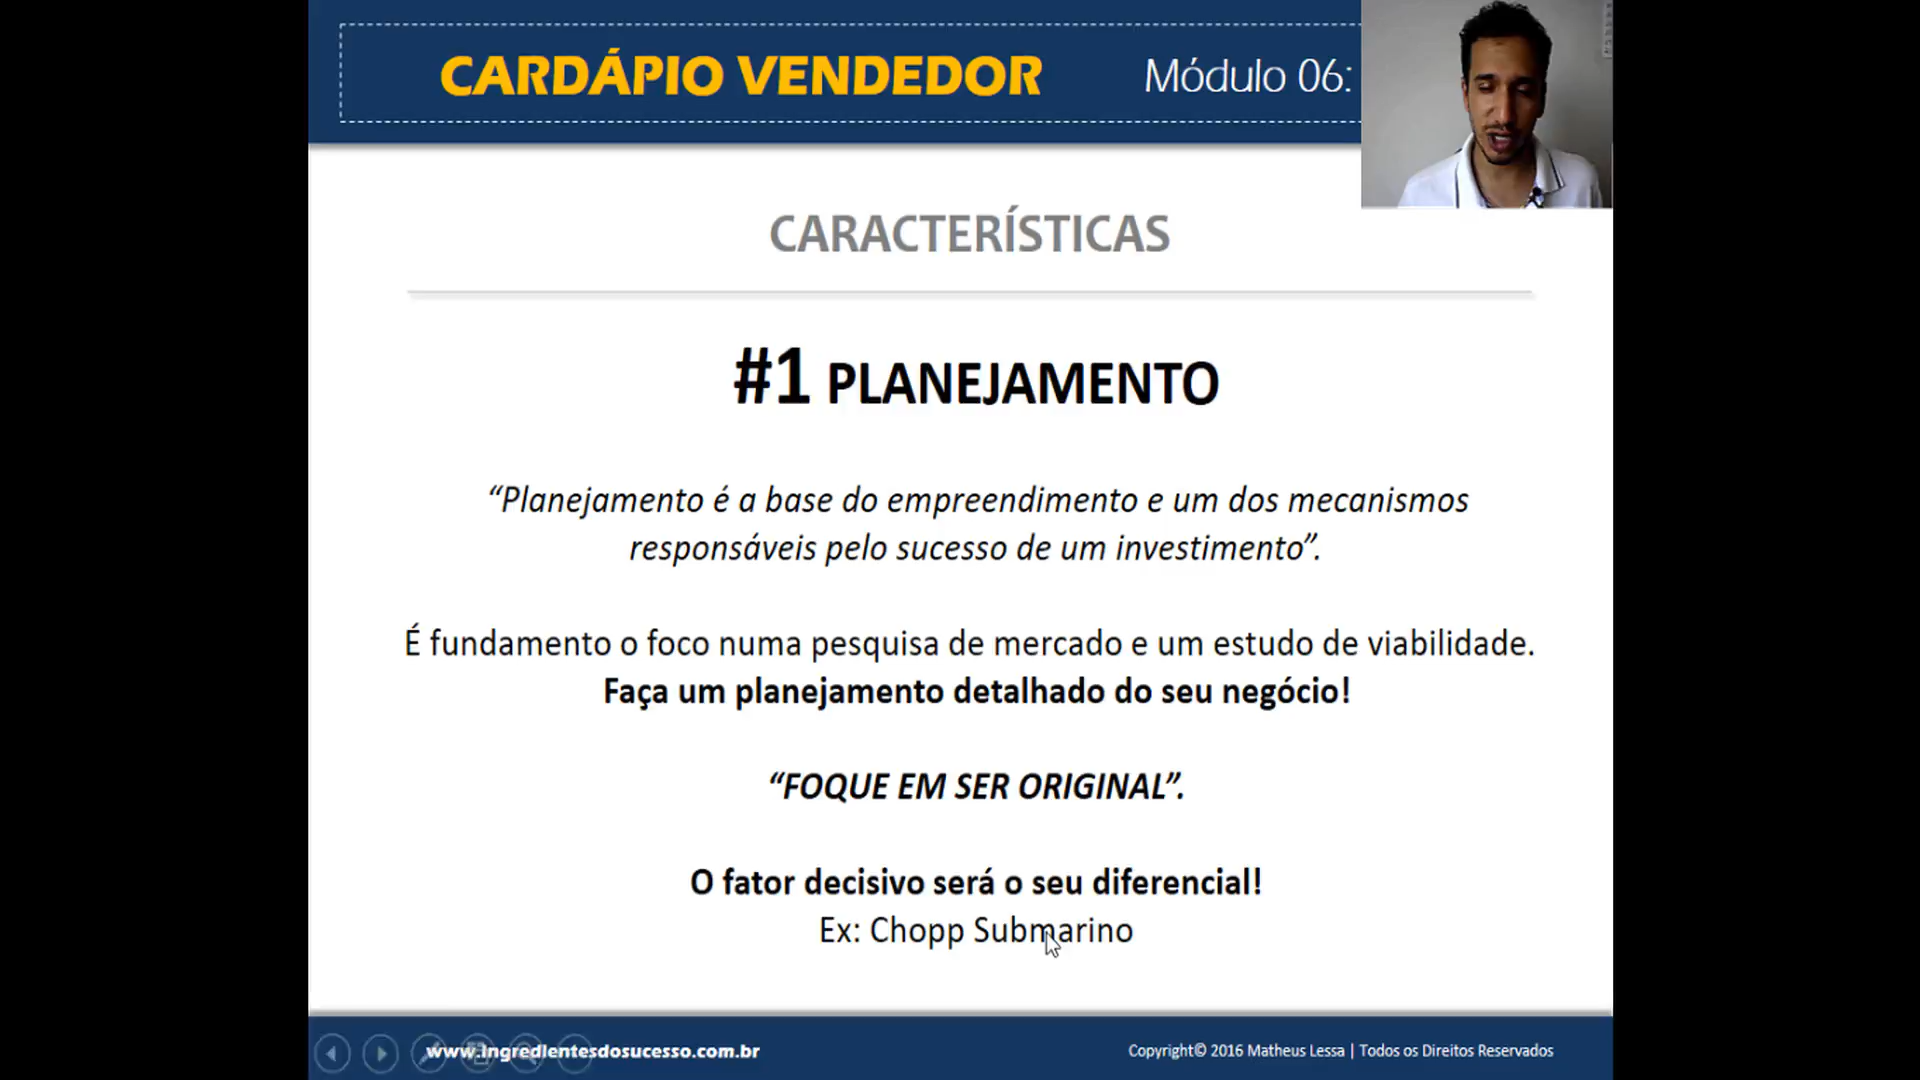 CARDÁPIO VENDEDOR Módulo 06:
CARACTERÍSTICAS
#1 PLANEJAMENTO
“Planejamento é a base do empreendimento e um dos mecanismos
responsáveis pelo sucesso de um investimento”.
É fundamento o foco numa pesquisa de mercado e um estudo de viabilidade.
Faça um planejamento detalhado do seu negócio!
“FOQUE EM SER ORIGINAL”.
O fator decisivo será o seu diferencial!
Ex: Chopp Submarino
www.ingredientesdosucesso.com.br Copyright© 2016 Matheus Lessa | Todos os Direitos Reservados